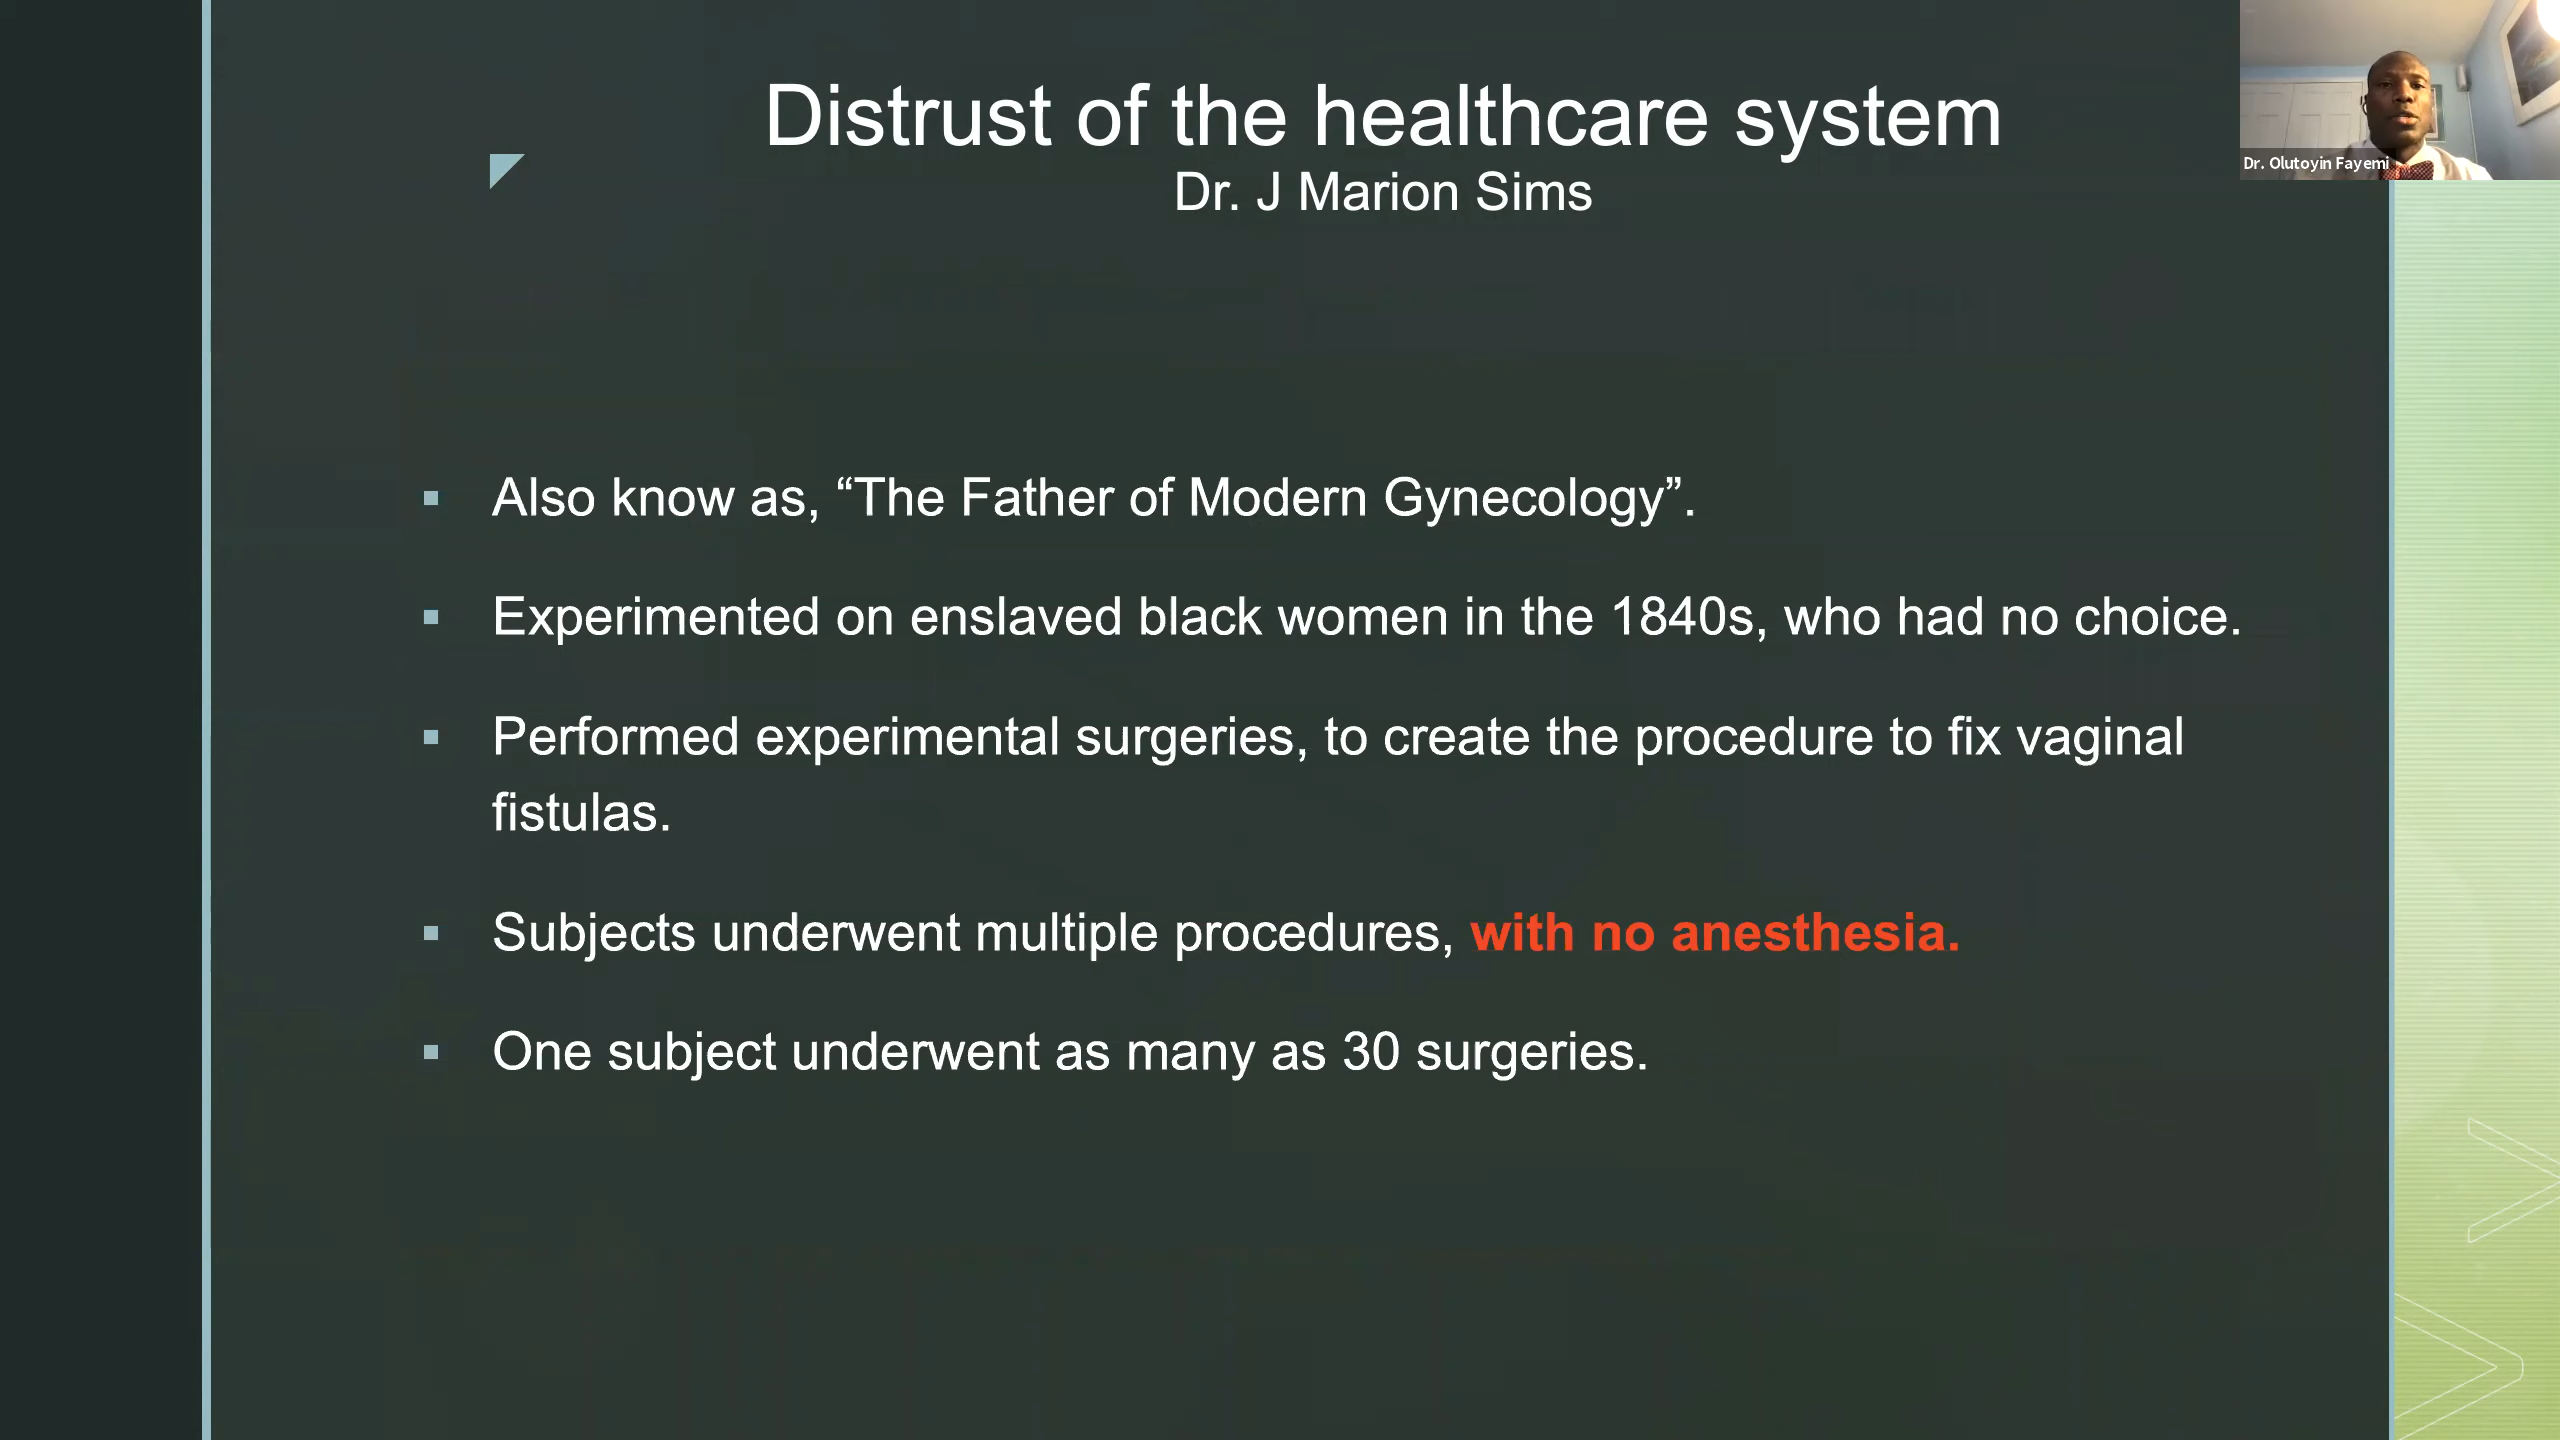 Distrust of the healthcare system
Dr. J Marion Sims
Dr. Olutoyin Fayemi
Also know as, “The Father of Modern Gynecology”.
Experimented on enslaved black women in the 1840s, who had no choice.
Performed experimental surgeries, to create the procedure to fix vaginal
fistulas.
Subjects underwent multiple procedures, with no anesthesia.
One subject underwent as many as 30 surgeries.